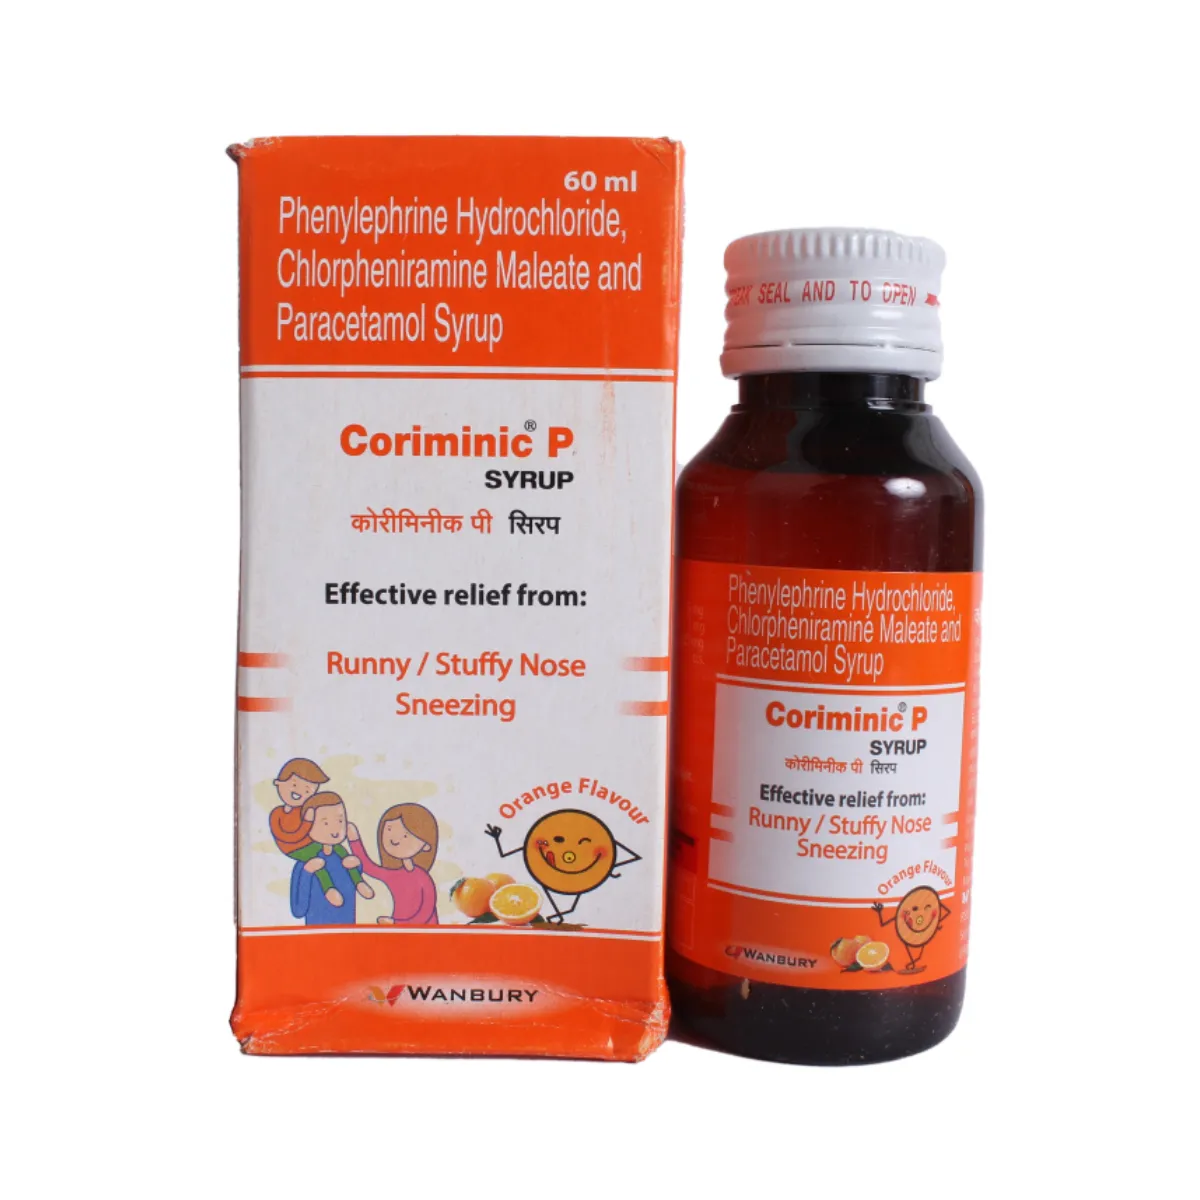 60 ml
Phenylephrine Hydrochloride,
Chlorpheniramine Maleate and
Paracetamol Syrup
Coriminic® P
SYRUP
कोरीमिनीक पी सिरप
Effective relief from:
Runny / Stuffy Nose
Sneezing
Orange Flavour
WANBURY
SEAL AND TO OPEN
Phenylephrine Hydrochloride,
Chlorpheniramine Maleate and
Paracetamol Syrup
Coriminic® P
SYRUP
कोरीमिनीक पी सिरप
Effective relief from:
Runny / Stuffy Nose
Sneezing
Orange Flavour
WANBURY